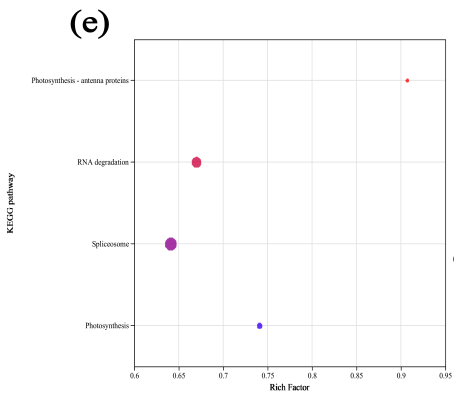 (e)
Photosynthesis - antenna proteins
RNA degradation
KEGG pathway
Spliceosome
Photosynthesis
0.6 0.65 0.7 0.75 0.8 0.85 0.9 0.95
Rich Factor